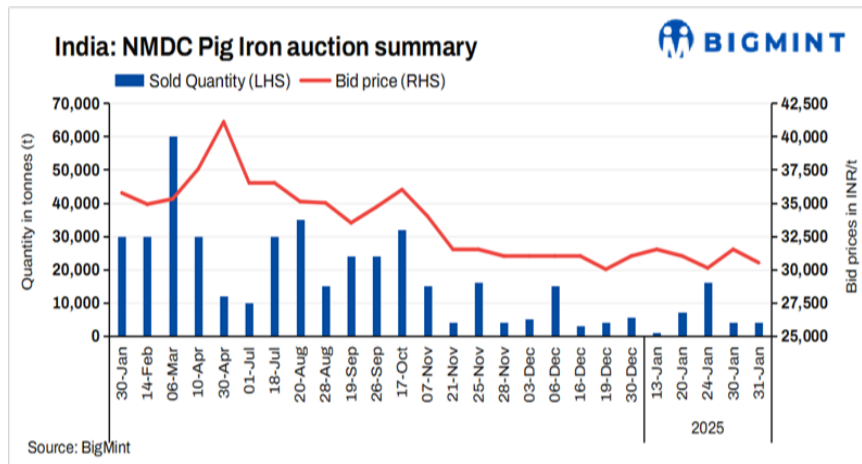 India: NMDC Pig Iron auction summary
BIGMINT
Sold Quantity (LHS) Bid price (RHS)
Quantity in tonnes (t)
70,000
60,000
50,000
40,000
30,000
20,000
10,000
0
42,500
40,000
37,500
35,000
32,500
30,000
27,500
25,000
Bid prices in INR/t
30-Jan
14-Feb
06-Mar
10-Apr
30-Apr
01-Jul
18-Jul
20-Aug
28-Aug
19-Sep
26-Sep
17-Oct
07-Nov
21-Nov
25-Nov
28-Nov
03-Dec
06-Dec
16-Dec
19-Dec
30-Dec
13-Jan
20-Jan
24-Jan
30-Jan
31-Jan
2025
Source: BigMint